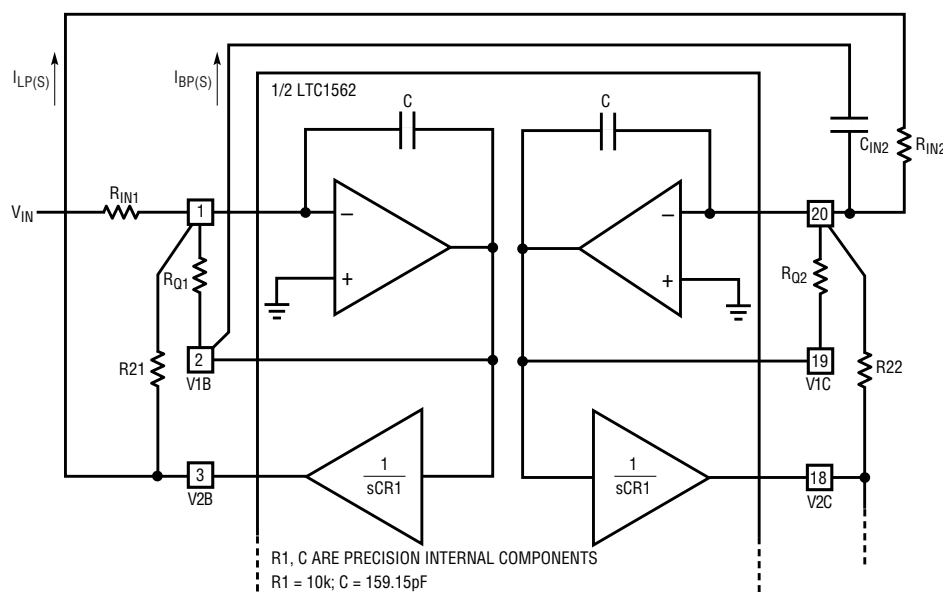 I_LP(S)
I_BP(S)
1/2 LTC1562
C
C
C_IN2
R_IN2
V_IN
R_IN1
1
–
–
20
+
+
R_Q1
R_Q2
R21
2
V1B
19
V1C
R22
1
sCR1
1
sCR1
3
V2B
18
V2C
R1, C ARE PRECISION INTERNAL COMPONENTS
R1 = 10k; C = 159.15pF